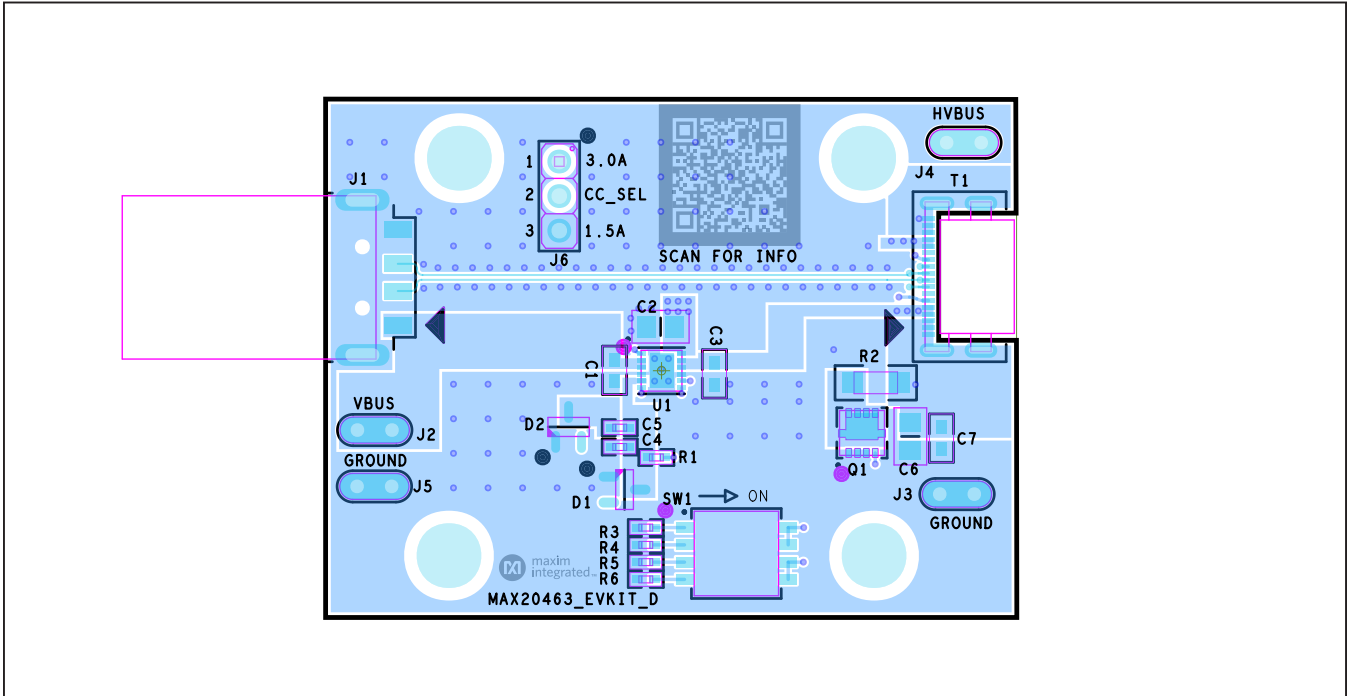 HVBUS
1 3.0A
J4
T1
J1
2 CC_SEL
3 1.5A
J6
SCAN FOR INFO
C2
C3
R2
C1
U1
VBUS
D2
C5
J2
C4
C7
GROUND
R1
Q1
C6
J5
D1
SW1 ON
J3
GROUND
R3
R4
R5
R6
maxim
integrated™
MAX20463_EVKIT_D